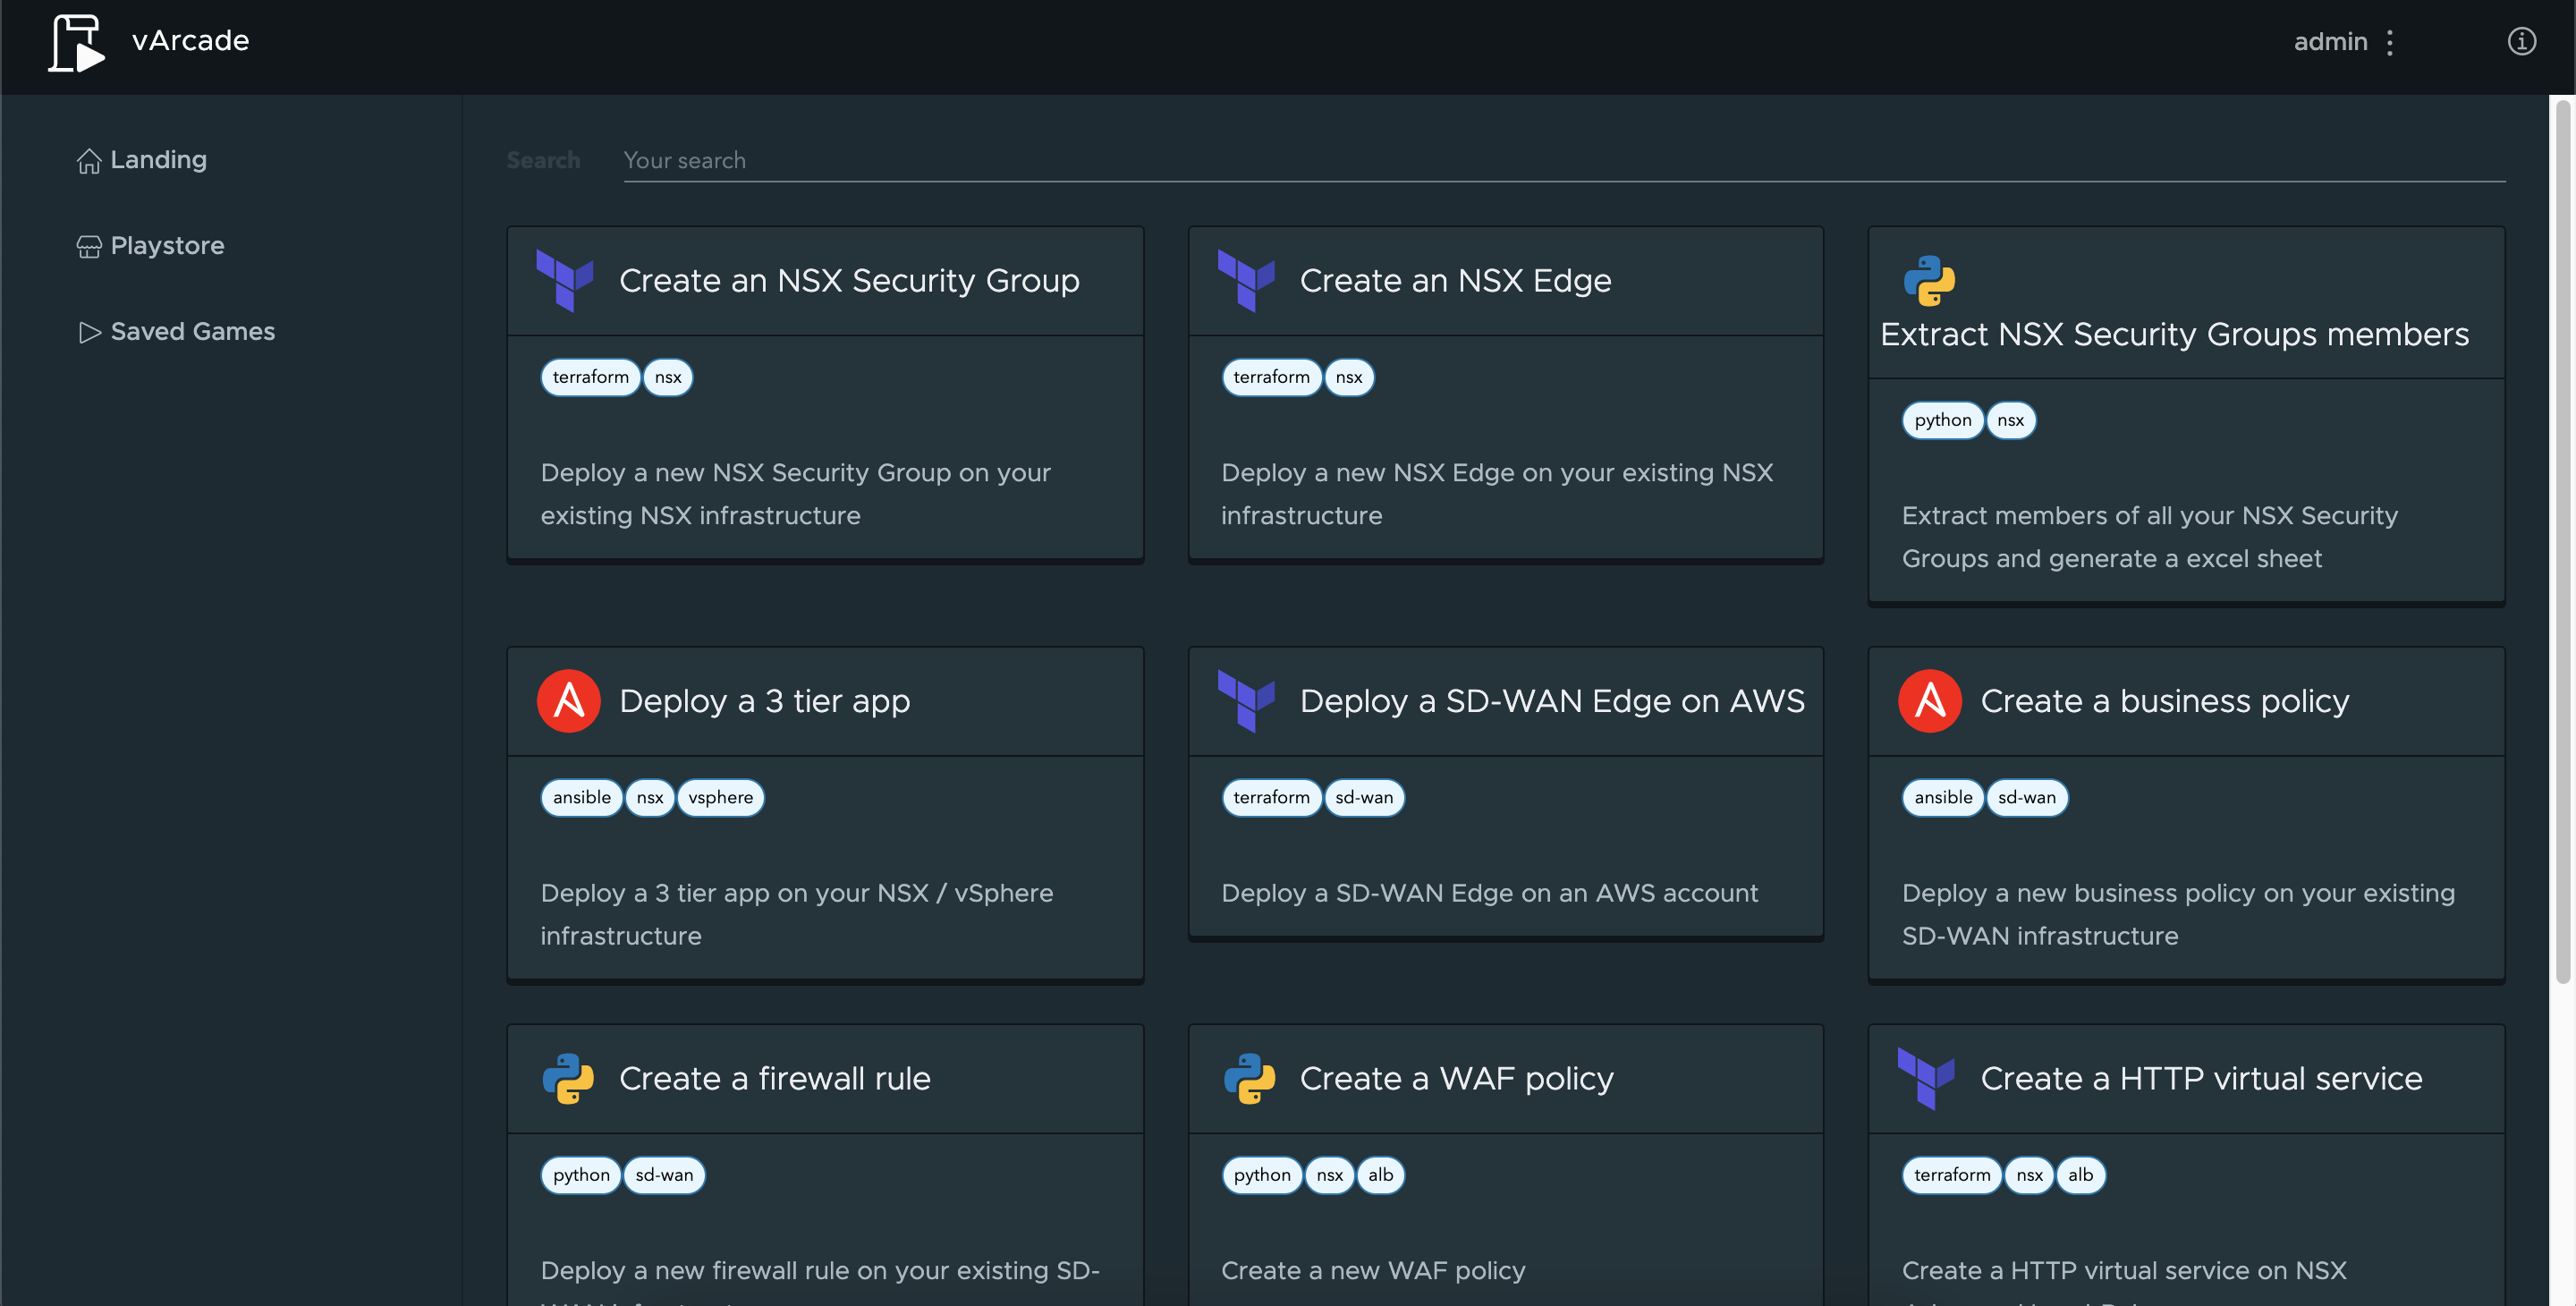 vArcade
admin
Landing
Playstore
Saved Games
Search
Your search
Create an NSX Security Group
terraform
nsx
Deploy a new NSX Security Group on your
existing NSX infrastructure
Create an NSX Edge
terraform
nsx
Deploy a new NSX Edge on your existing NSX
infrastructure
Extract NSX Security Groups members
python
nsx
Extract members of all your NSX Security
Groups and generate a excel sheet
Deploy a 3 tier app
ansible
nsx
vsphere
Deploy a 3 tier app on your NSX / vSphere
infrastructure
Deploy a SD-WAN Edge on AWS
terraform
sd-wan
Deploy a SD-WAN Edge on an AWS account
Create a business policy
ansible
sd-wan
Deploy a new business policy on your existing
SD-WAN infrastructure
Create a firewall rule
python
sd-wan
Deploy a new firewall rule on your existing SD-
Create a WAF policy
python
nsx
alb
Create a new WAF policy
Create a HTTP virtual service
terraform
nsx
alb
Create a HTTP virtual service on NSX